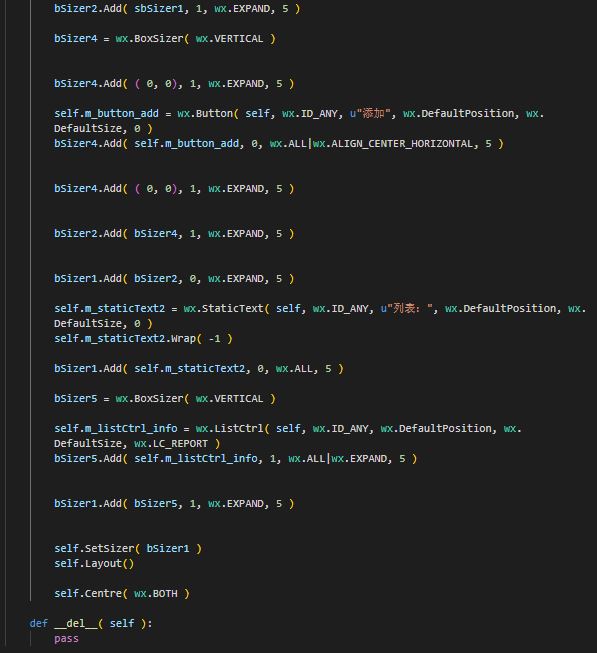 bSizer2.Add( sbSizer1, 1, wx.EXPAND, 5 )
bSizer4 = wx.BoxSizer( wx.VERTICAL )
bSizer4.Add( ( 0, 0), 1, wx.EXPAND, 5 )
self.m_button_add = wx.Button( self, wx.ID_ANY, u"添加", wx.DefaultPosition, wx.
DefaultSize, 0 )
bSizer4.Add( self.m_button_add, 0, wx.ALL|wx.ALIGN_CENTER_HORIZONTAL, 5 )
bSizer4.Add( ( 0, 0), 1, wx.EXPAND, 5 )
bSizer2.Add( bSizer4, 1, wx.EXPAND, 5 )
bSizer1.Add( bSizer2, 0, wx.EXPAND, 5 )
self.m_staticText2 = wx.StaticText( self, wx.ID_ANY, u"列表：", wx.DefaultPosition, wx.
DefaultSize, 0 )
self.m_staticText2.Wrap( -1 )
bSizer1.Add( self.m_staticText2, 0, wx.ALL, 5 )
bSizer5 = wx.BoxSizer( wx.VERTICAL )
self.m_listCtrl_info = wx.ListCtrl( self, wx.ID_ANY, wx.DefaultPosition, wx.
DefaultSize, wx.LC_REPORT )
bSizer5.Add( self.m_listCtrl_info, 1, wx.ALL|wx.EXPAND, 5 )
bSizer1.Add( bSizer5, 1, wx.EXPAND, 5 )
self.SetSizer( bSizer1 )
self.Layout()
self.Centre( wx.BOTH )
def __del__( self ):
pass